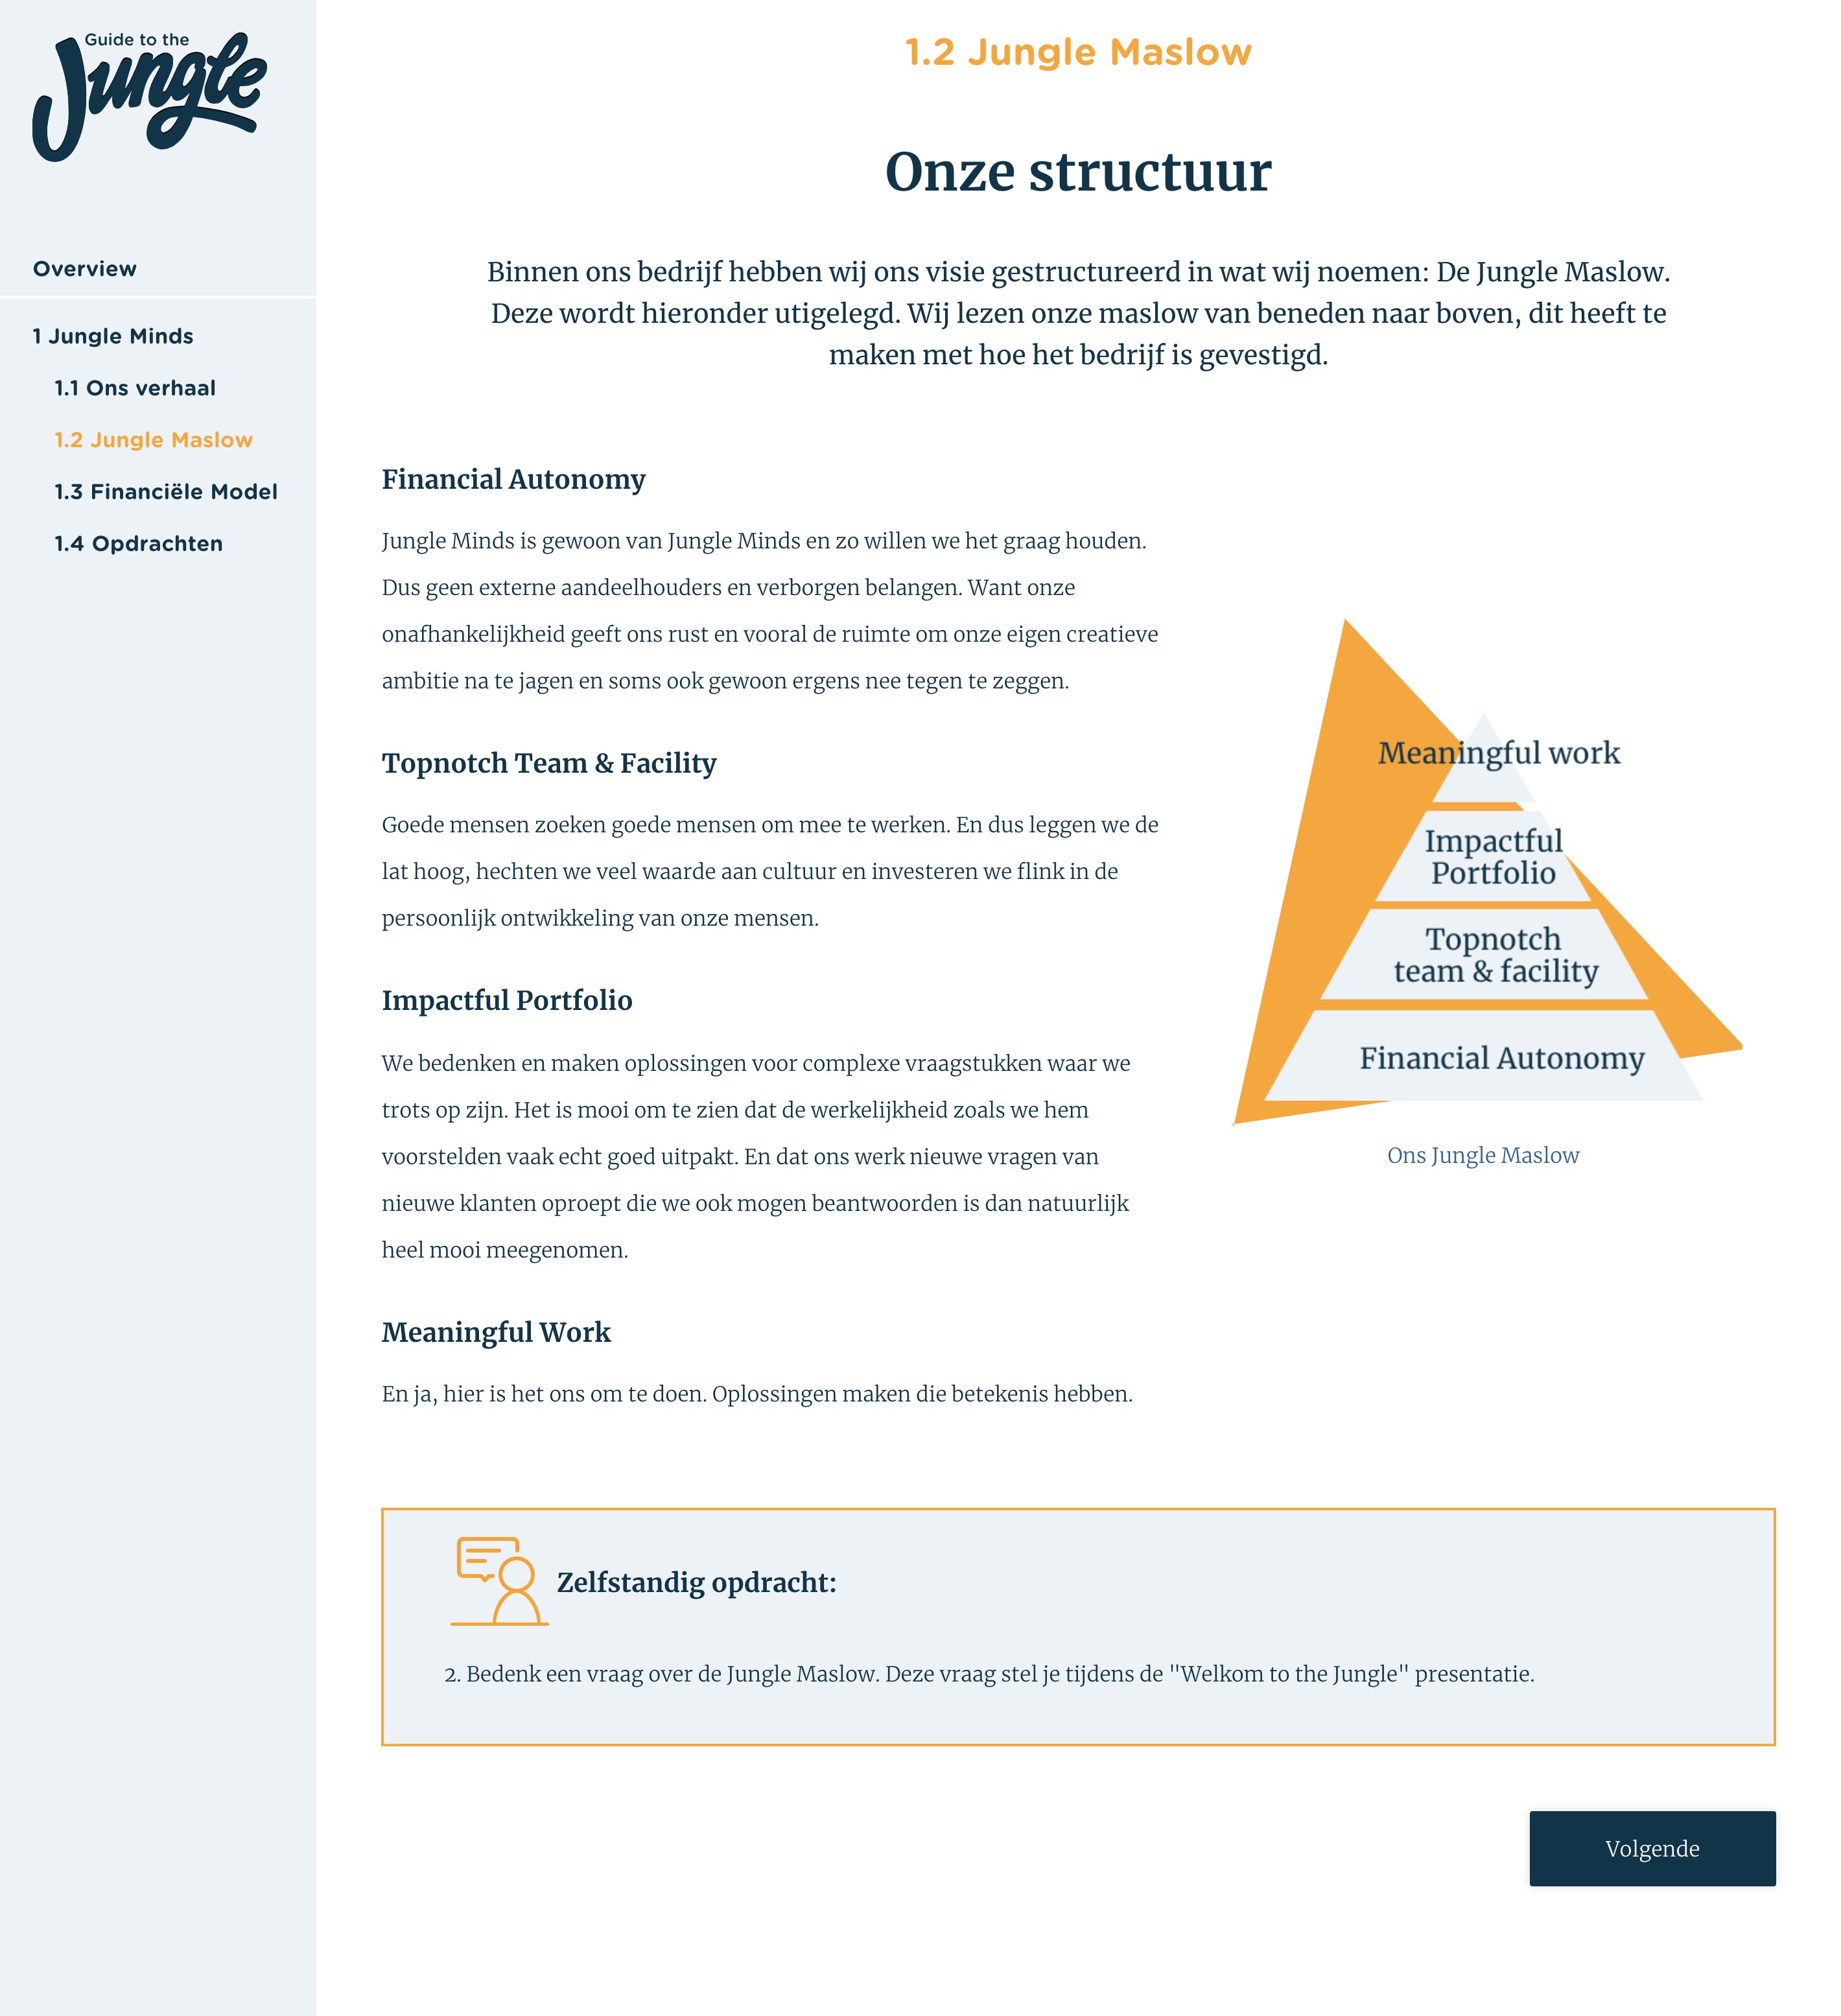 Guide to the
Jungle
Overview
1 Jungle Minds
1.1 Ons verhaal
1.2 Jungle Maslow
1.3 Financiële Model
1.4 Opdrachten
1.2 Jungle Maslow
Onze structuur
Binnen ons bedrijf hebben wij ons visie gestructureerd in wat wij noemen: De Jungle Maslow.
Deze wordt hieronder utigelegd. Wij lezen onze maslow van beneden naar boven, dit heeft te
maken met hoe het bedrijf is gevestigd.
Financial Autonomy
Jungle Minds is gewoon van Jungle Minds en zo willen we het graag houden.
Dus geen externe aandeelhouders en verborgen belangen. Want onze
onafhankelijkheid geeft ons rust en vooral de ruimte om onze eigen creatieve
ambitie na te jagen en soms ook gewoon ergens nee tegen te zeggen.
Topnotch Team & Facility
Goede mensen zoeken goede mensen om mee te werken. En dus leggen we de
lat hoog, hechten we veel waarde aan cultuur en investeren we flink in de
persoonlijk ontwikkeling van onze mensen.
Impactful Portfolio
We bedenken en maken oplossingen voor complexe vraagstukken waar we
trots op zijn. Het is mooi om te zien dat de werkelijkheid zoals we hem
voorstelden vaak echt goed uitpakt. En dat ons werk nieuwe vragen van
nieuwe klanten oproept die we ook mogen beantwoorden is dan natuurlijk
heel mooi meegenomen.
Meaningful Work
En ja, hier is het ons om te doen. Oplossingen maken die betekenis hebben.
Meaningful work
Impactful
Portfolio
Topnotch
team & facility
Financial Autonomy
Ons Jungle Maslow
Zelfstandig opdracht:
2. Bedenk een vraag over de Jungle Maslow. Deze vraag stel je tijdens de "Welkom to the Jungle" presentatie.
Volgende